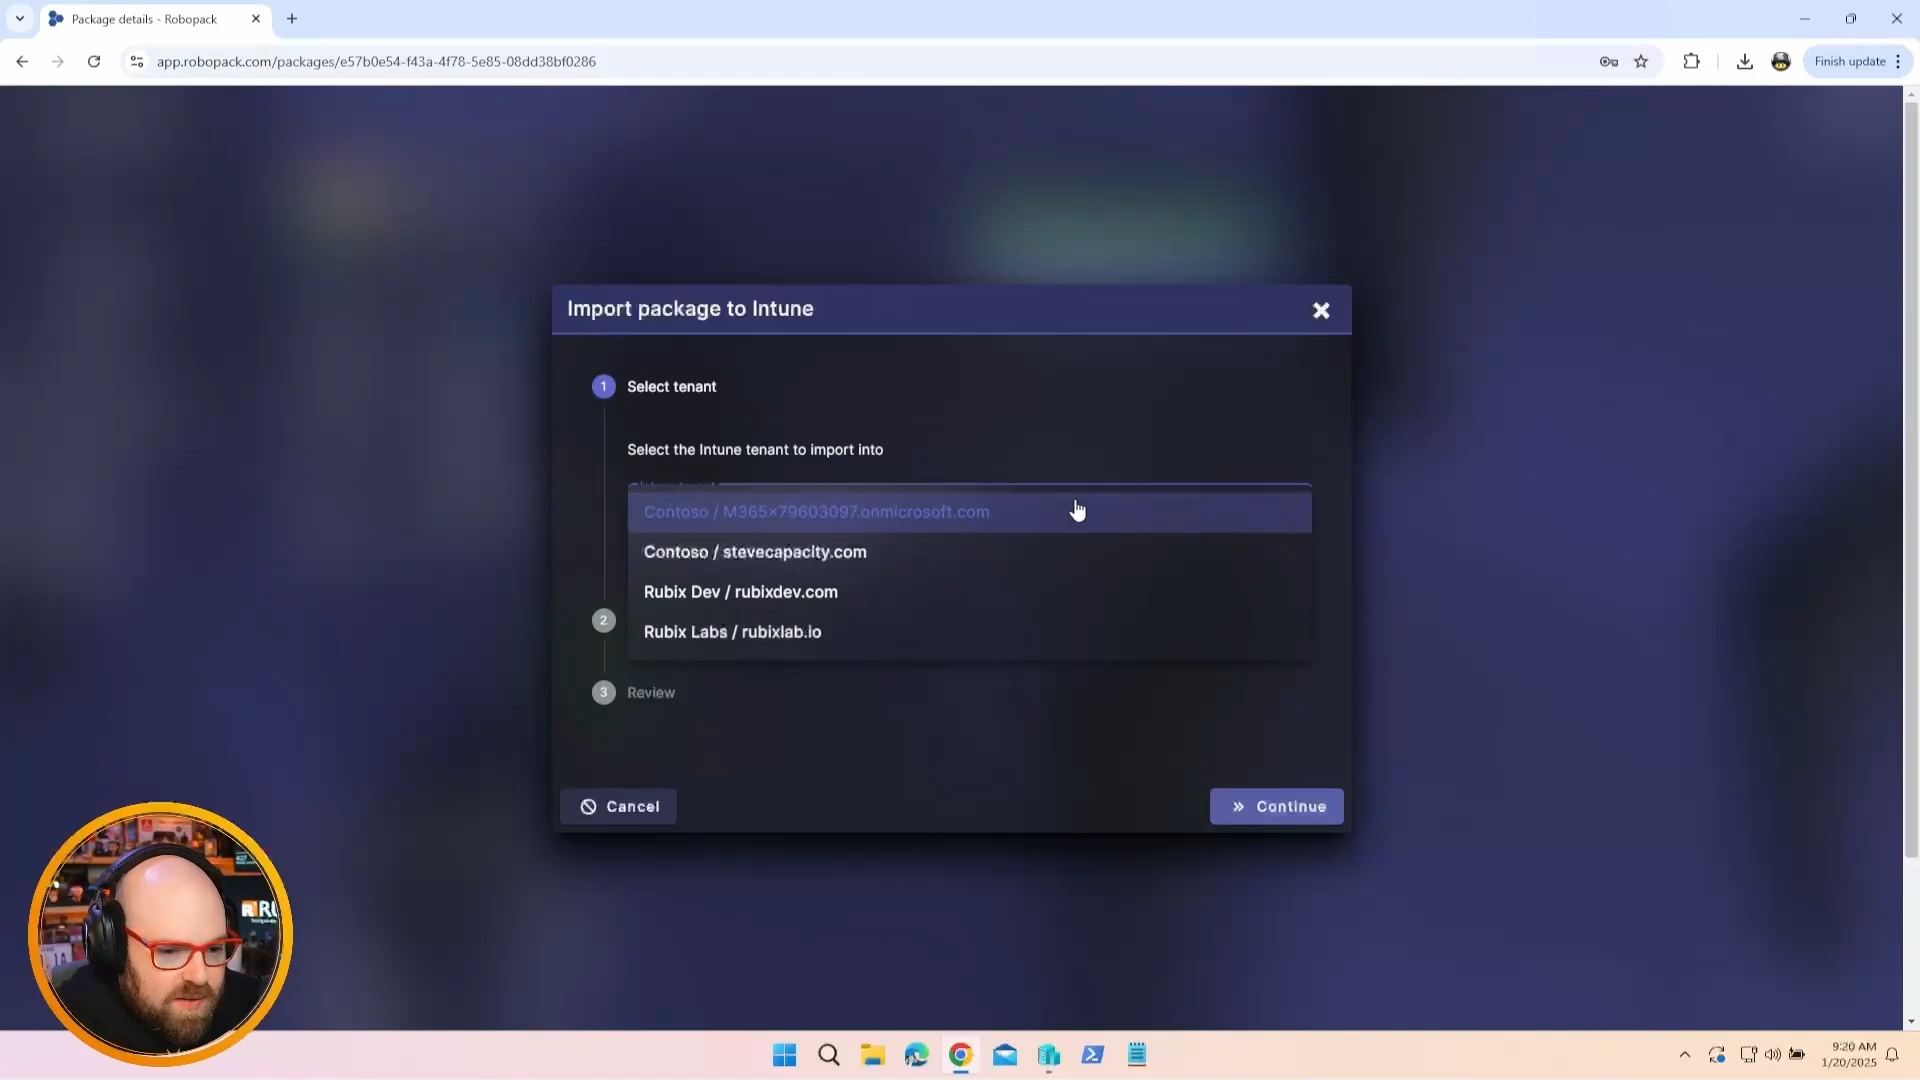 Package details - Robopack
app.robopack.com/packages/e57b0e54-f43a-4f78-5e85-08dd38bf0286
Finish update
Import package to Intune
1 Select tenant
Select the Intune tenant to import into
Contoso / M365x79603097.onmicrosoft.com
Contoso / stevecapacity.com
Rubix Dev / rubixdev.com
2
Rubix Labs / rubixlab.io
3 Review
Cancel
Continue
9:20 AM
1/20/2025